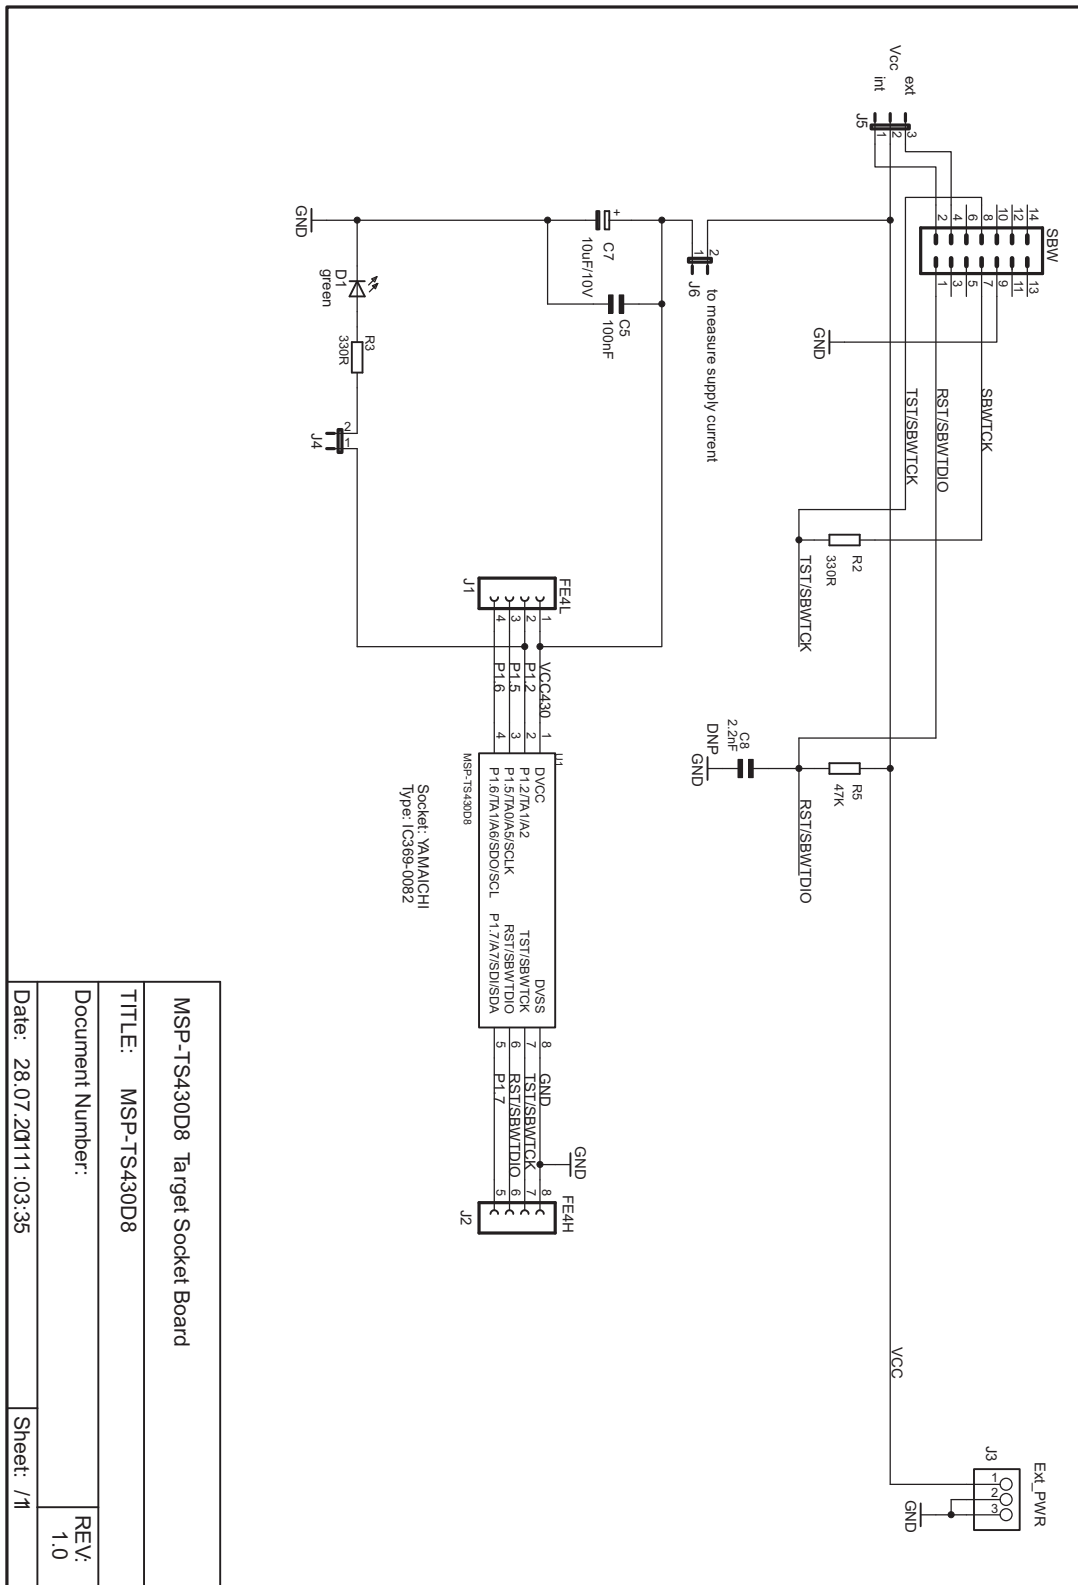 Vcc
int
ext
J5
1
2
3
SBW
14
12
10
8
6
4
2
13
11
9
7
5
3
1
GND
SBWTCK
RST/SBWTDIO
TST/SBWTCK
R2
330R
TST/SBWTCK
J6
1
2
to measure supply current
C7
10uF/10V
+
C5
100nF
GND
D1
green
R3
330R
J4
2
1
R5
47K
C8
2.2nF
DNP
GND
RST/SBWTDIO
VCC
Ext_PWR
J3
1
2
3
GND
FE4L
J1
1
2
3
4
VCC430
P1.2
P1.5
P1.6
1
2
3
4
U1
DVCC
P1.2/TA1/A2
P1.5/TA0/A5/SCLK
P1.6/TA1/A6/SDO/SCL
DVSS
TST/SBWTCK
RST/SBWTDIO
P1.7/A7/SDI/SDA
MSP-TS430D8
Socket: YAMAICHI
Type: IC369-0082
8
7
6
5
GND
TST/SBWTCK
RST/SBWTDIO
P1.7
GND
8
7
6
5
FE4H
J2
MSP-TS430D8 Target Socket Board
TITLE: MSP-TS430D8
Document Number:
REV:
1.0
Date:
Sheet: